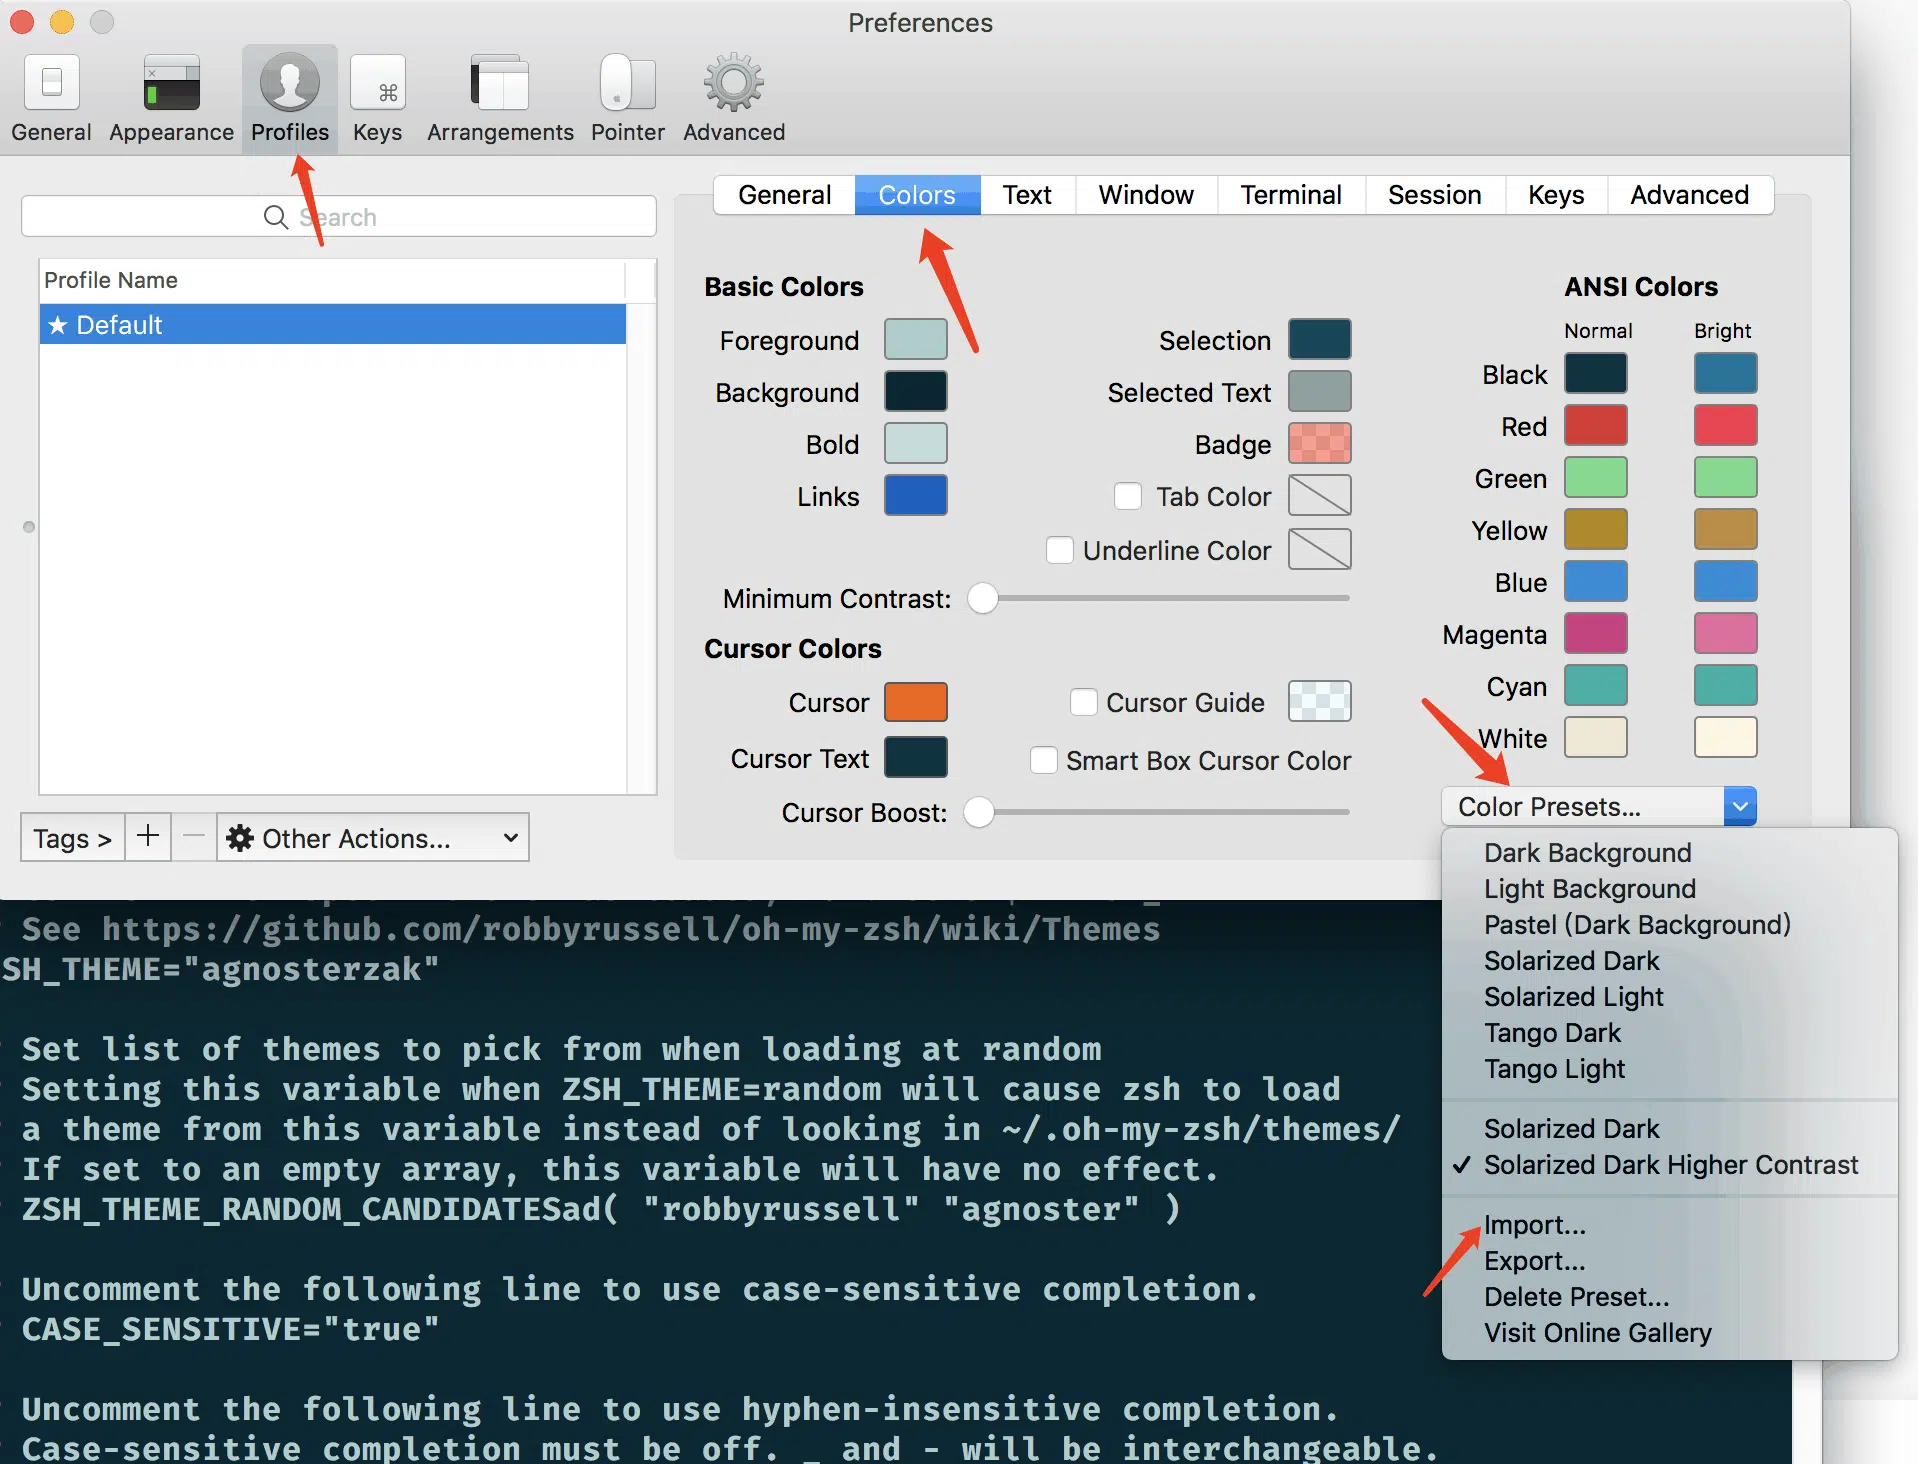 Preferences
General Appearance Profiles Keys Arrangements Pointer Advanced
General Colors Text Window Terminal Session Keys Advanced
Search
Profile Name
★ Default
Tags > + − Other Actions...
Basic Colors
Foreground
Background
Bold
Links
Selection
Selected Text
Badge
Tab Color
Underline Color
Minimum Contrast:
Cursor Colors
Cursor
Cursor Text
Cursor Guide
Smart Box Cursor Color
Cursor Boost:
ANSI Colors
Normal Bright
Black
Red
Green
Yellow
Blue
Magenta
Cyan
White
Color Presets...
Dark Background
Light Background
Pastel (Dark Background)
Solarized Dark
Solarized Light
Tango Dark
Tango Light
Solarized Dark
✓ Solarized Dark Higher Contrast
Import...
Export...
Delete Preset...
Visit Online Gallery
See https://github.com/robbyrussell/oh-my-zsh/wiki/Themes
SH_THEME="agnosterzak"
Set list of themes to pick from when loading at random
Setting this variable when ZSH_THEME=random will cause zsh to load
a theme from this variable instead of looking in ~/.oh-my-zsh/themes/
If set to an empty array, this variable will have no effect.
ZSH_THEME_RANDOM_CANDIDATESad( "robbyrussell" "agnoster" )
Uncomment the following line to use case-sensitive completion.
CASE_SENSITIVE="true"
Uncomment the following line to use hyphen-insensitive completion.
Case-sensitive completion must be off. _ and - will be interchangeable.